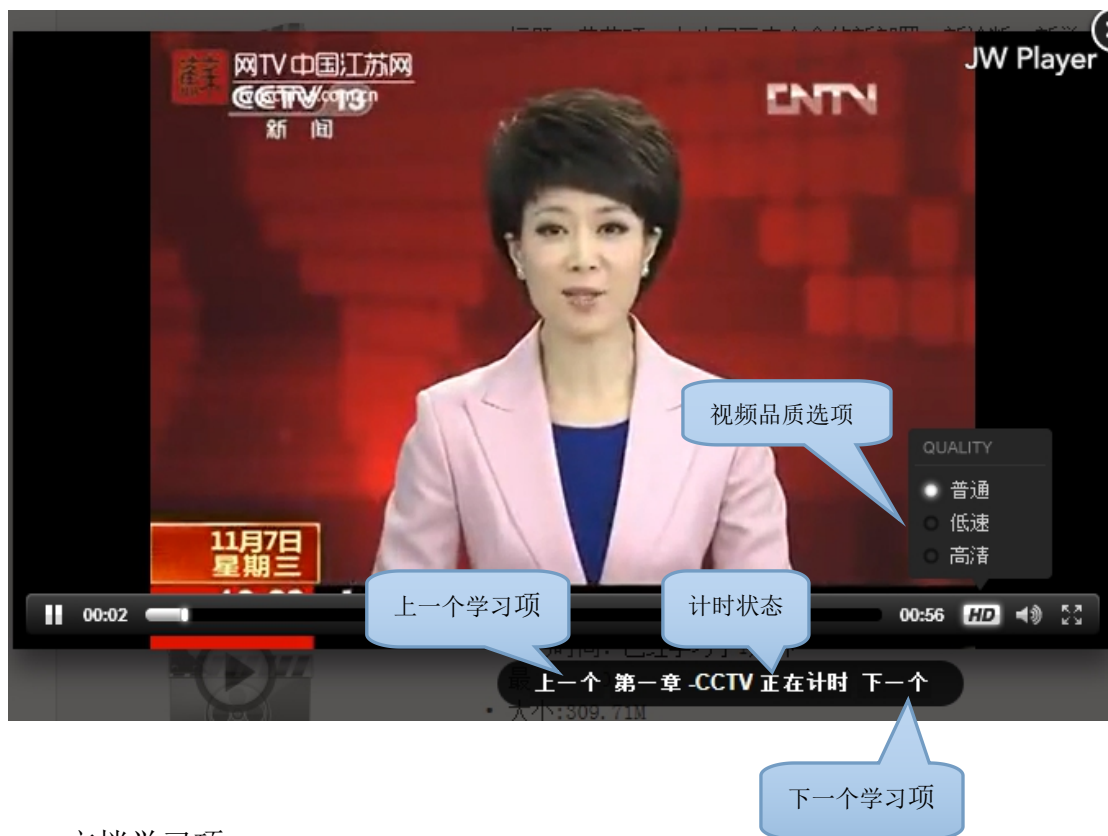 JW Player
网TV 中国江苏网
CCTV 13
新 闻
CNTV
视频品质选项
QUALITY
普通
低速
高清
11月7日
星期三
上一个学习项
计时状态
00:02
00:56
HD
上一个 第一章 -CCTV 正在计时 下一个
大小:309.71M
下一个学习项